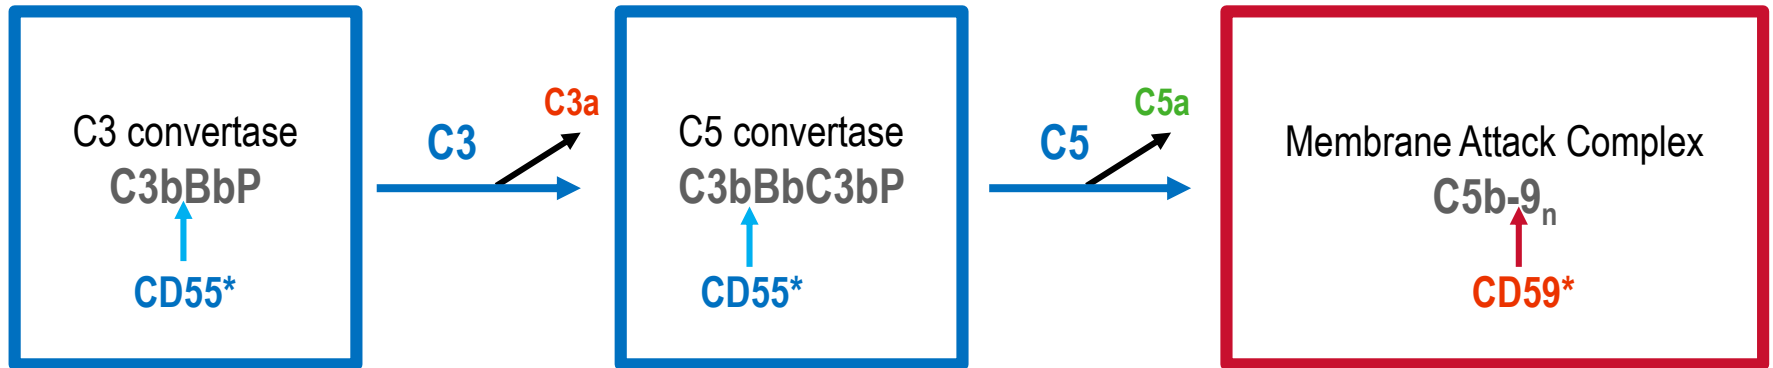 C3 convertase
C3bBbP
CD55*
C3
C3a
C5 convertase
C3bBbC3bP
CD55*
C5
C5a
Membrane Attack Complex
C5b-9n
CD59*